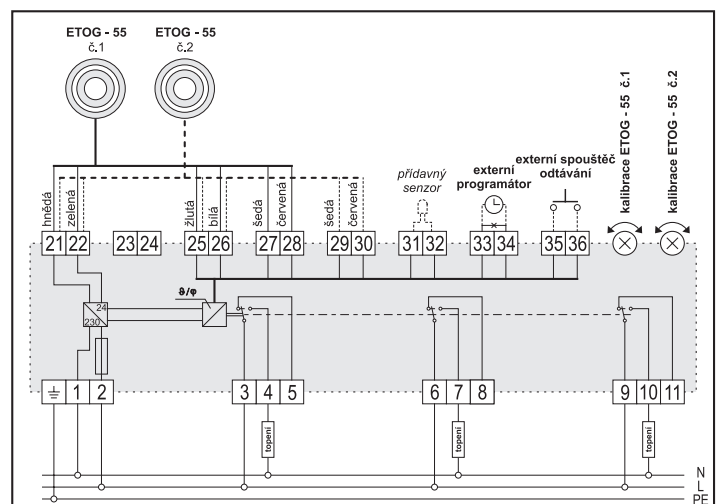 ETOG - 55 ETOG - 55
č.1 č.2
kalibrace ETOG - 55 č.1
kalibrace ETOG - 55 č.2
přídavný senzor
externí programátor
externí spouštěč odtávání
hnědá zelená žlutá bílá šedá červená šedá červená
21 22 23 24 25 26 27 28 29 30 31 32 33 34 35 36
ϑ/φ
24
230
1 2 3 4 5 6 7 8 9 10 11
topení topení topení
N
L
PE